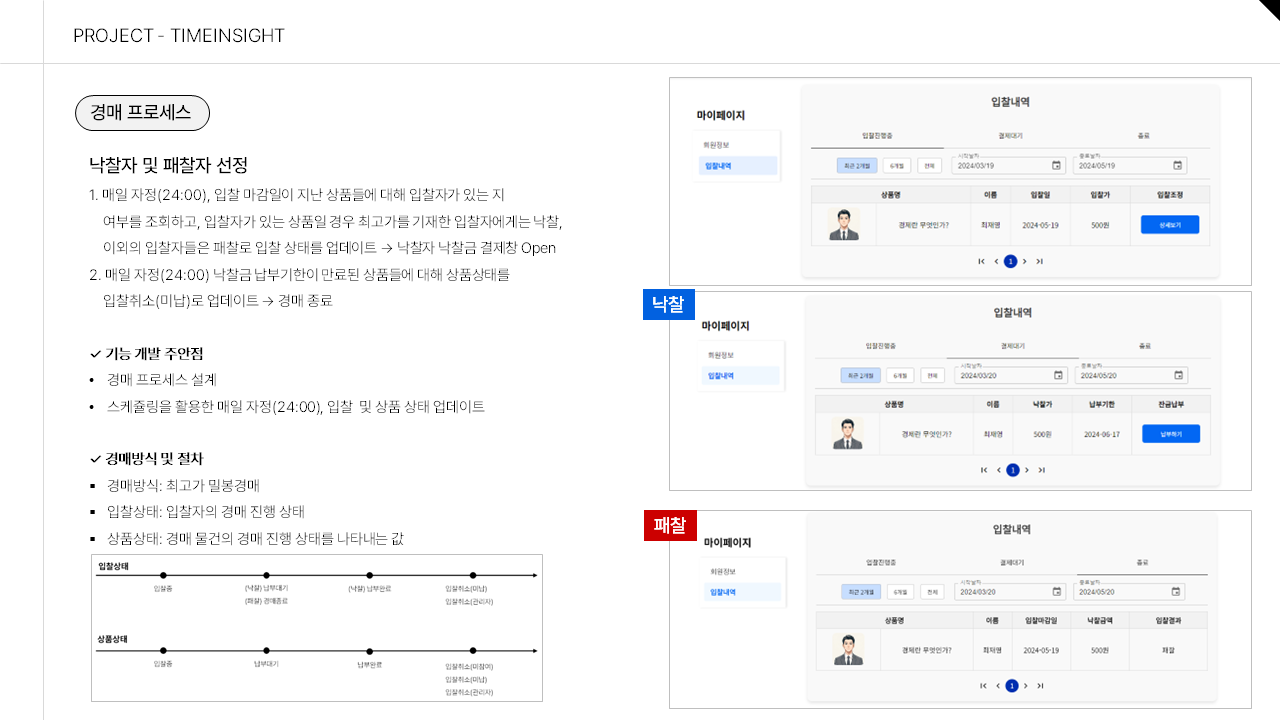 PROJECT - TIMEINSIGHT
경매 프로세스
낙찰자 및 패찰자 선정
1. 매일 자정(24:00), 입찰 마감일이 지난 상품들에 대해 입찰자가 있는 지
여부를 조회하고, 입찰자가 있는 상품일 경우 최고가를 기재한 입찰자에게는 낙찰,
이외의 입찰자들은 패찰로 입찰 상태를 업데이트 → 낙찰자 낙찰금 결제창 Open
2. 매일 자정(24:00) 낙찰금 납부기한이 만료된 상품들에 대해 상품상태를
입찰취소(미납)로 업데이트 → 경매 종료
✓ 기능 개발 주안점
• 경매 프로세스 설계
• 스케쥴링을 활용한 매일 자정(24:00), 입찰 및 상품 상태 업데이트
✓ 경매방식 및 절차
▪ 경매방식: 최고가 밀봉경매
▪ 입찰상태: 입찰자의 경매 진행 상태
▪ 상품상태: 경매 물건의 경매 진행 상태를 나타내는 값
입찰상태
입찰중 (낙찰) 납부대기 (낙찰) 납부완료 입찰취소(미납)
(패찰) 경매종료 입찰취소(관리자)
상품상태
입찰중 납부대기 납부완료 입찰취소(미참여)
입찰취소(미납)
입찰취소(관리자)
입찰내역
마이페이지
입찰진행중 결제대기 종료
회원정보
입찰내역
시작날짜 종료날짜
최근 2개월 6개월 전체 2024/03/19 2024/05/19
상품명 이름 입찰일 입찰가 입찰조정
경제란 무엇인가? 최재영 2024-05-19 500원 상세보기
1
낙찰
입찰내역
마이페이지
입찰진행중 결제대기 종료
회원정보
입찰내역
시작날짜 종료날짜
최근 2개월 6개월 전체 2024/03/20 2024/05/20
상품명 이름 낙찰가 납부기한 잔금납부
경제란 무엇인가? 최재영 500원 2024-06-17 납부하기
1
패찰
입찰내역
마이페이지
입찰진행중 결제대기 종료
회원정보
입찰내역
시작날짜 종료날짜
최근 2개월 6개월 전체 2024/03/20 2024/05/20
상품명 이름 입찰마감일 낙찰금액 입찰결과
경제란 무엇인가? 최재영 2024-05-19 500원 패찰
1